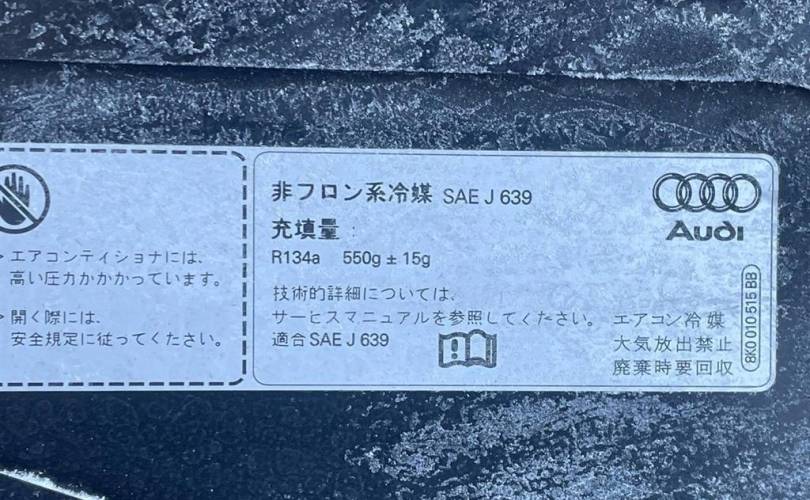 エアコンディショナには、
高い圧力がかかっています。
開く際には、
安全規定に従ってください。
非フロン系冷媒 SAE J 639
充填量 :
R134a 550g ± 15g
技術的詳細については、
サービスマニュアルを参照してください。
適合 SAE J 639
Audi
エアコン冷媒
大気放出禁止
廃棄時要回収
8K0 010 515 BB